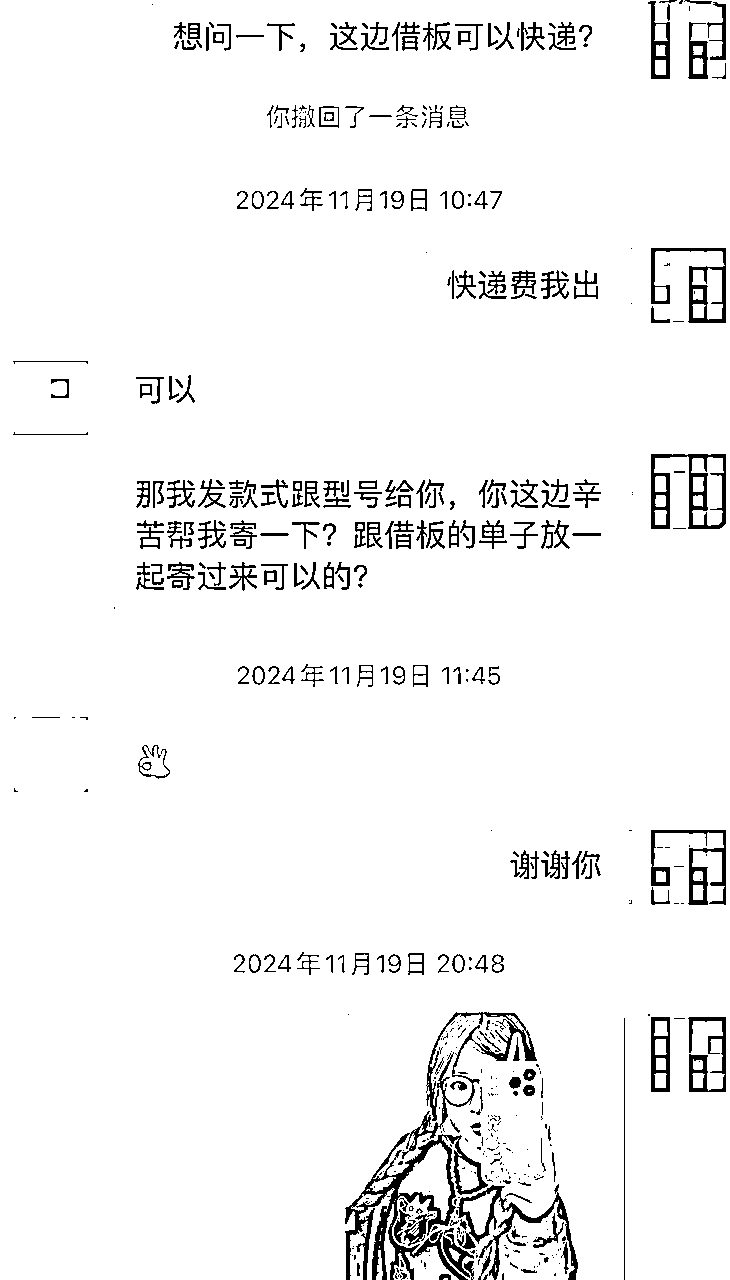 想问一下，这边借板可以快递？
你撤回了一条消息
2024年11月19日 10:47
快递费我出
可以
那我发款式跟型号给你，你这边辛
苦帮我寄一下？跟借板的单子放一
起寄过来可以的？
2024年11月19日 11:45
谢谢你
2024年11月19日 20:48